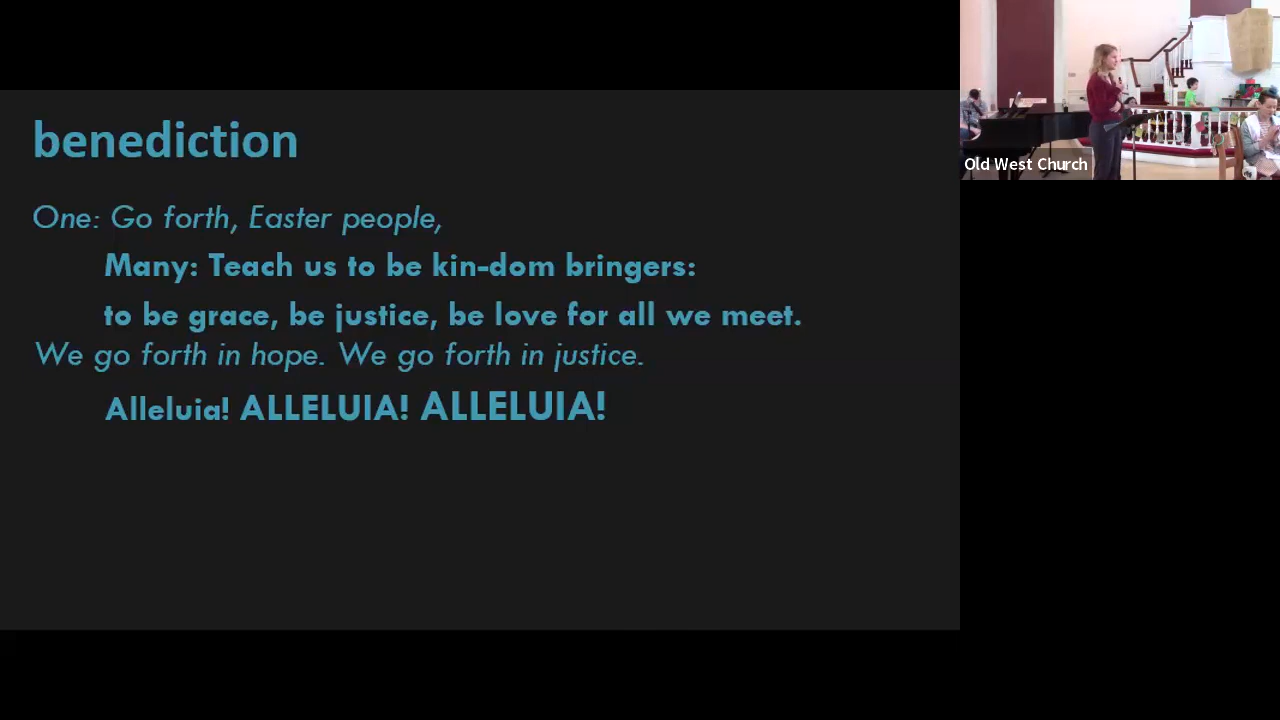 benediction
One: Go forth, Easter people,
Many: Teach us to be kin-dom bringers:
to be grace, be justice, be love for all we meet.
We go forth in hope. We go forth in justice.
Alleluia! ALLELUIA! ALLELUIA!
Old West Church